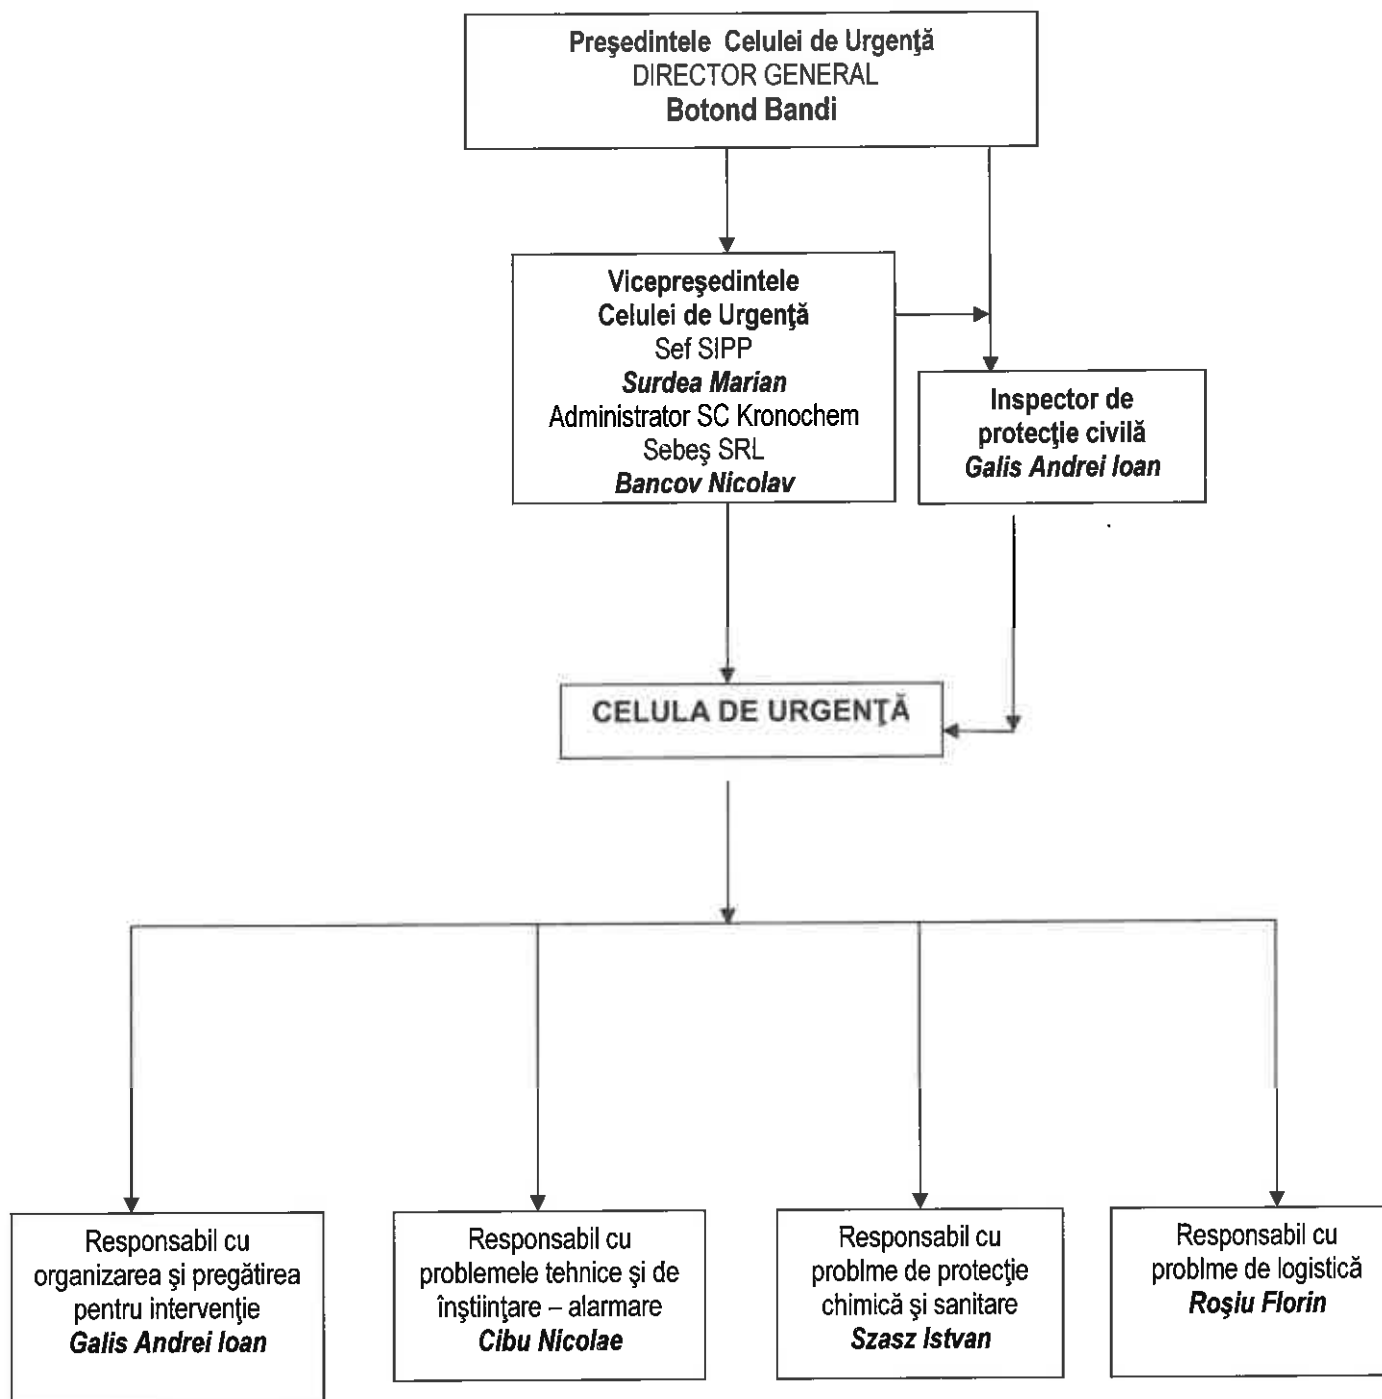 Preşedintele Celulei de Urgenţă
DIRECTOR GENERAL
Botond Bandi
Vicepreşedintele
Celulei de Urgenţă
Sef SIPP
Surdea Marian
Administrator SC Kronochem
Sebeş SRL
Bancov Nicolav
Inspector de
protecţie civilă
Galis Andrei Ioan
CELULA DE URGENŢĂ
Responsabil cu
organizarea şi pregătirea
pentru intervenţie
Galis Andrei Ioan
Responsabil cu
problemele tehnice şi de
înştiinţare – alarmare
Cibu Nicolae
Responsabil cu
problme de protecţie
chimică şi sanitare
Szasz Istvan
Responsabil cu
problme de logistică
Roşiu Florin